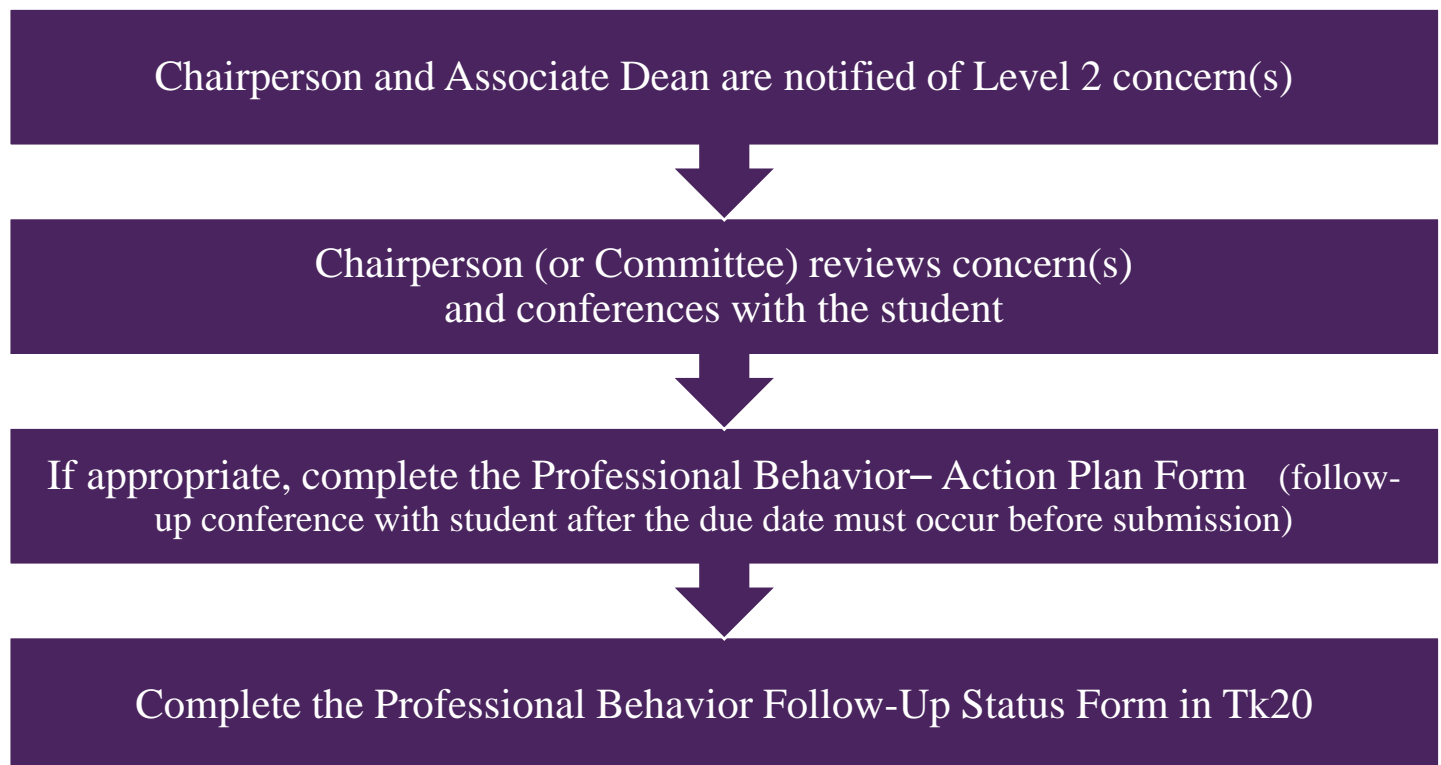 Chairperson and Associate Dean are notified of Level 2 concern(s)
Chairperson (or Committee) reviews concern(s)
and conferences with the student
If appropriate, complete the Professional Behavior– Action Plan Form (follow-
up conference with student after the due date must occur before submission)
Complete the Professional Behavior Follow-Up Status Form in Tk20